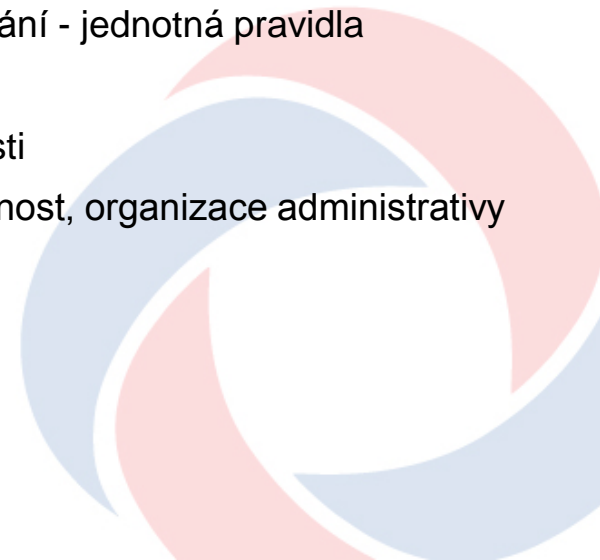 ání - jednotná pravidla
sti
nost, organizace administrativy